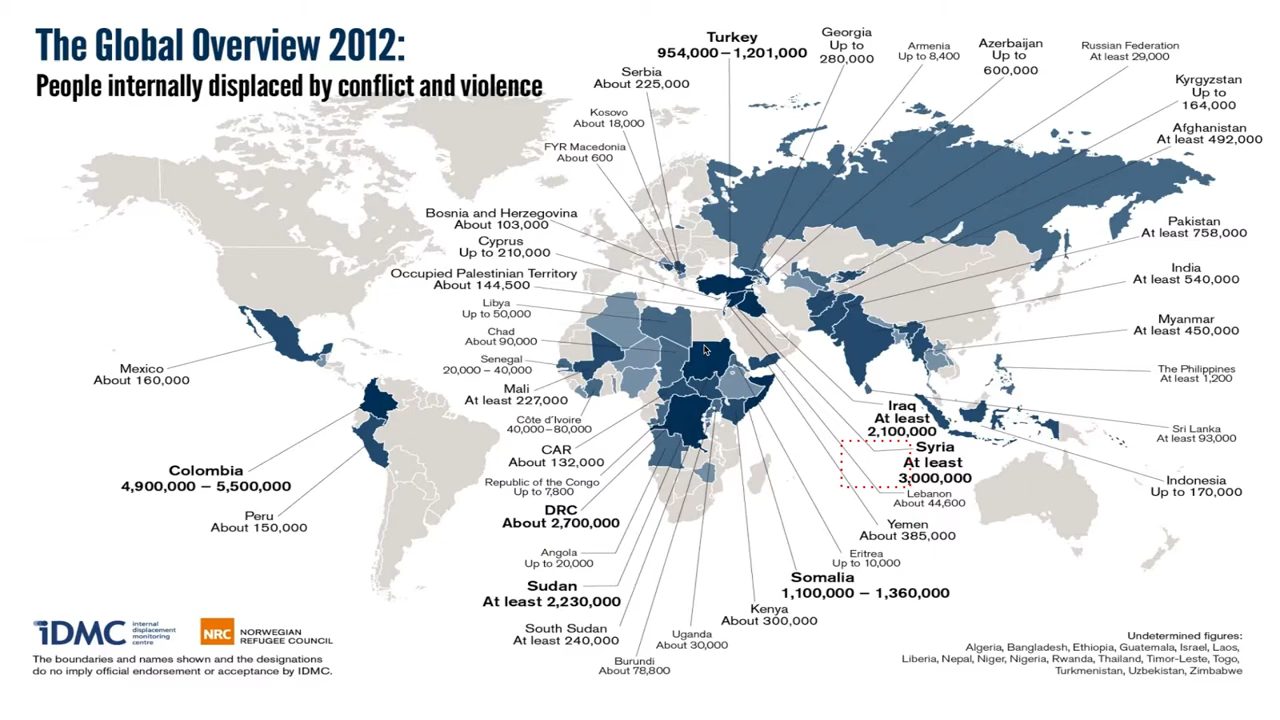 The Global Overview 2012:
People internally displaced by conflict and violence
Turkey
954,000 – 1,201,000
Georgia
Up to
280,000
Armenia
Up to 8,400
Azerbaijan
Up to
600,000
Russian Federation
At least 29,000
Kyrgyzstan
Up to
164,000
Afghanistan
At least 492,000
Serbia
About 225,000
Kosovo
About 18,000
FYR Macedonia
About 600
Bosnia and Herzegovina
About 103,000
Cyprus
Up to 210,000
Occupied Palestinian Territory
About 144,500
Libya
Up to 50,000
Chad
About 90,000
Senegal
20,000 – 40,000
Mali
At least 227,000
Côte d'Ivoire
40,000 – 80,000
CAR
About 132,000
Republic of the Congo
Up to 7,800
DRC
About 2,700,000
Angola
Up to 20,000
Sudan
At least 2,230,000
South Sudan
At least 240,000
Burundi
About 78,800
Uganda
About 30,000
Kenya
About 300,000
Somalia
1,100,000 – 1,360,000
Eritrea
Up to 10,000
Yemen
About 385,000
Lebanon
About 44,600
Syria
At least
3,000,000
Iraq
At least
2,100,000
Pakistan
At least 758,000
India
At least 540,000
Myanmar
At least 450,000
The Philippines
At least 1,200
Sri Lanka
At least 93,000
Indonesia
Up to 170,000
Mexico
About 160,000
Colombia
4,900,000 – 5,500,000
Peru
About 150,000
iDMC
internal
displacement
monitoring
centre
NRC
NORWEGIAN
REFUGEE COUNCIL
The boundaries and names shown and the designations
do no imply official endorsement or acceptance by IDMC.
Undetermined figures:
Algeria, Bangladesh, Ethiopia, Guatemala, Israel, Laos,
Liberia, Nepal, Niger, Nigeria, Rwanda, Thailand, Timor-Leste, Togo,
Turkmenistan, Uzbekistan, Zimbabwe